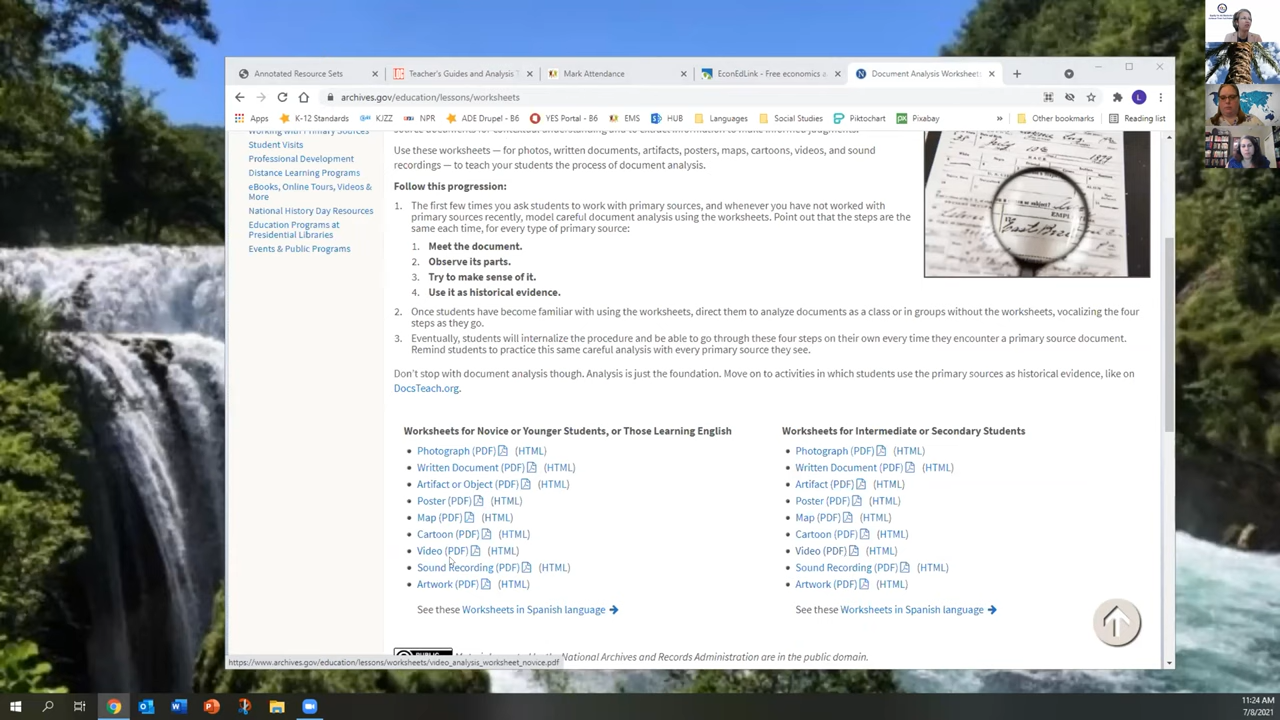 Annotated Resource Sets
Teacher's Guides and Analysis T
Mark Attendance
EconEdLink - Free economics a
Document Analysis Worksheet
archives.gov/education/lessons/worksheets
Apps K-12 Standards KJZZ NPR ADE Drupel - B6 YES Portal - B6 EMS HUB Languages Social Studies Piktochart Pixabay » Other bookmarks Reading list
Working with Primary Sources
Student Visits
Professional Development
Distance Learning Programs
eBooks, Online Tours, Videos &
More
National History Day Resources
Education Programs at
Presidential Libraries
Events & Public Programs
source documents for contextual understanding and to extract information to make informed judgments.
Use these worksheets — for photos, written documents, artifacts, posters, maps, cartoons, videos, and sound
recordings — to teach your students the process of document analysis.
Follow this progression:
1. The first few times you ask students to work with primary sources, and whenever you have not worked with
primary sources recently, model careful document analysis using the worksheets. Point out that the steps are the
same each time, for every type of primary source:
1. Meet the document.
2. Observe its parts.
3. Try to make sense of it.
4. Use it as historical evidence.
2. Once students have become familiar with using the worksheets, direct them to analyze documents as a class or in groups without the worksheets, vocalizing the four
steps as they go.
3. Eventually, students will internalize the procedure and be able to go through these four steps on their own every time they encounter a primary source document.
Remind students to practice this same careful analysis with every primary source they see.
Don't stop with document analysis though. Analysis is just the foundation. Move on to activities in which students use the primary sources as historical evidence, like on
DocsTeach.org.
Worksheets for Novice or Younger Students, or Those Learning English
Photograph (PDF) (HTML)
Written Document (PDF) (HTML)
Artifact or Object (PDF) (HTML)
Poster (PDF) (HTML)
Map (PDF) (HTML)
Cartoon (PDF) (HTML)
Video (PDF) (HTML)
Sound Recording (PDF) (HTML)
Artwork (PDF) (HTML)
See these Worksheets in Spanish language
Worksheets for Intermediate or Secondary Students
Photograph (PDF) (HTML)
Written Document (PDF) (HTML)
Artifact (PDF) (HTML)
Poster (PDF) (HTML)
Map (PDF) (HTML)
Cartoon (PDF) (HTML)
Video (PDF) (HTML)
Sound Recording (PDF) (HTML)
Artwork (PDF) (HTML)
See these Worksheets in Spanish language
National Archives and Records Administration are in the public domain.
https://www.archives.gov/education/lessons/worksheets/video_analysis_worksheet_novice.pdf
11:24 AM
7/8/2021